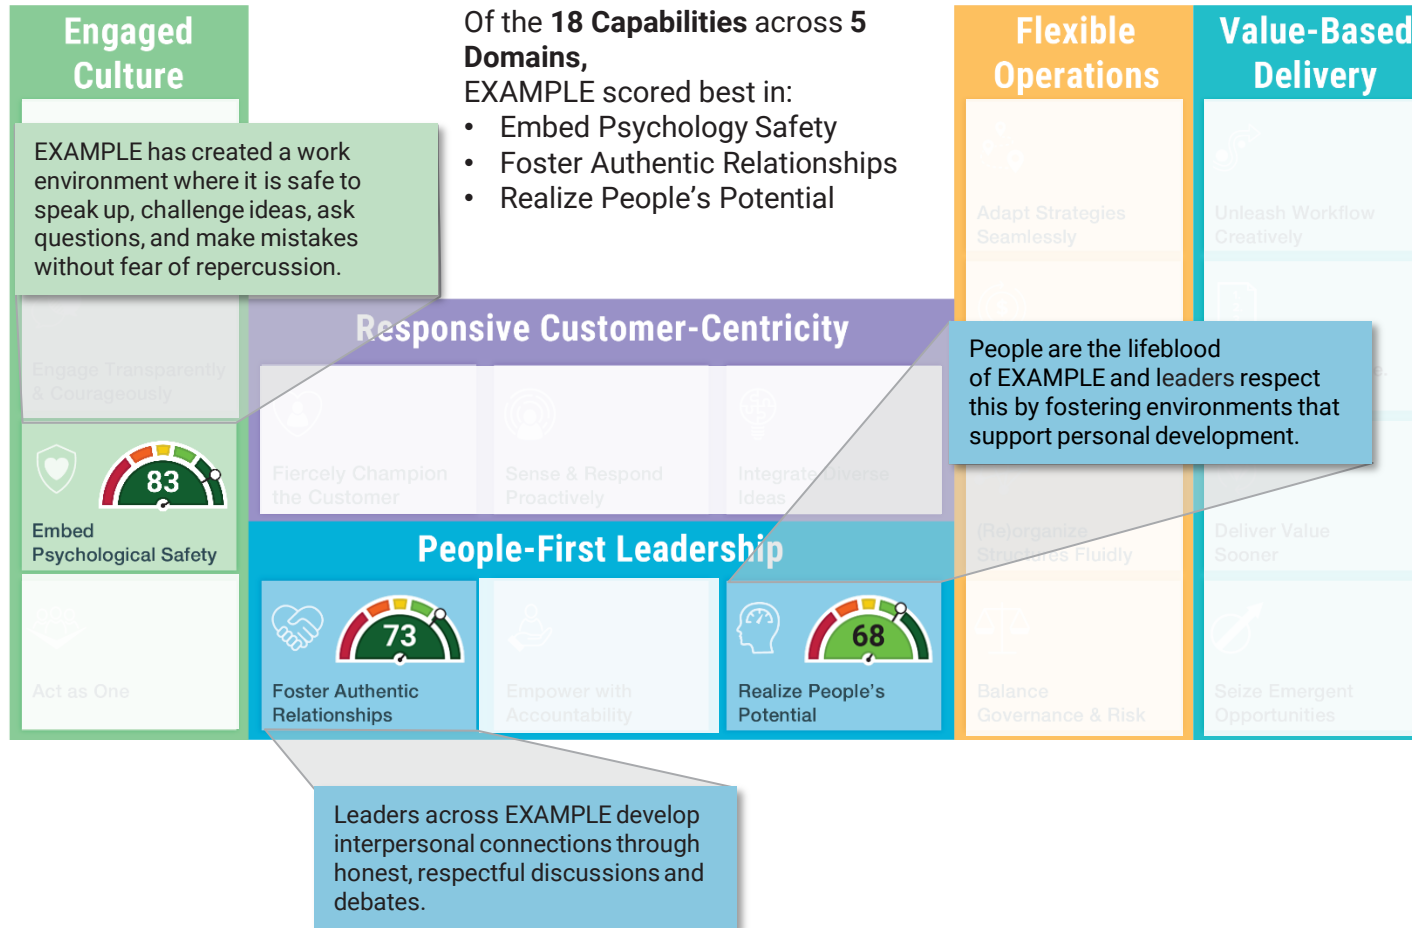 Engaged
Culture
EXAMPLE has created a work
environment where it is safe to
speak up, challenge ideas, ask
questions, and make mistakes
without fear of repercussion.
Engage Transparently
& Courageously
83
Embed
Psychological Safety
Act as One
Of the 18 Capabilities across 5
Domains,
EXAMPLE scored best in:
• Embed Psychology Safety
• Foster Authentic Relationships
• Realize People's Potential
Responsive Customer-Centricity
Fiercely Champion
the Customer
Sense & Respond
Proactively
Integrate Diverse
Ideas
People-First Leadership
73
Foster Authentic
Relationships
Empower with
Accountability
68
Realize People's
Potential
Leaders across EXAMPLE develop
interpersonal connections through
honest, respectful discussions and
debates.
Flexible
Operations
Adapt Strategies
Seamlessly
People are the lifeblood
of EXAMPLE and leaders respect
this by fostering environments that
support personal development.
(Re)organize
Structures Fluidly
Balance
Governance & Risk
Value-Based
Delivery
Unleash Workflow
Creatively
Deliver Value
Sooner
Seize Emergent
Opportunities